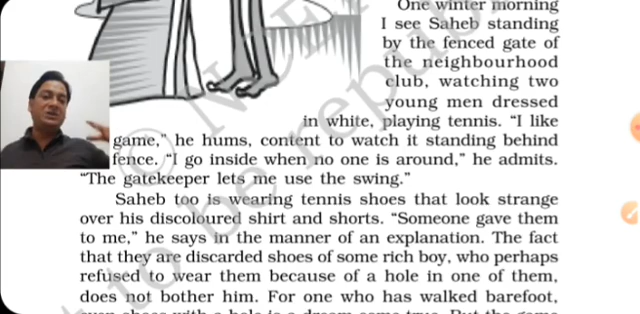 One winter morning
I see Saheb standing
by the fenced gate of
the neighbourhood
club, watching two
young men dressed
in white, playing tennis. “I like
game,” he hums, content to watch it standing behind
fence. “I go inside when no one is around,” he admits.
“The gatekeeper lets me use the swing.”
Saheb too is wearing tennis shoes that look strange
over his discoloured shirt and shorts. “Someone gave them
to me,” he says in the manner of an explanation. The fact
that they are discarded shoes of some rich boy, who perhaps
refused to wear them because of a hole in one of them,
does not bother him. For one who has walked barefoot,